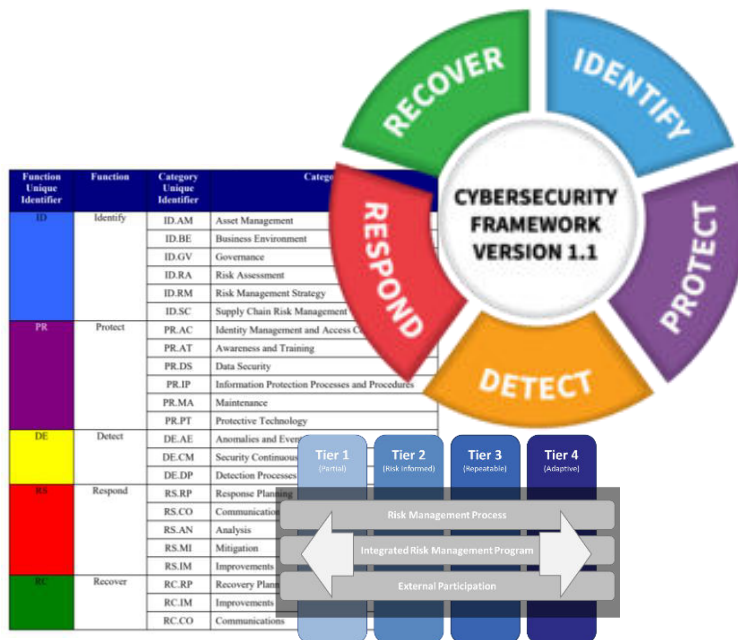 RECOVER
IDENTIFY
PROTECT
DETECT
RESPOND
CYBERSECURITY
FRAMEWORK
VERSION 1.1
Function Unique Identifier Function Category Unique Identifier
ID Identify ID.AM Asset Management
ID.BE Business Environment
ID.GV Governance
ID.RA Risk Assessment
ID.RM Risk Management Strategy
ID.SC Supply Chain Risk Management
PR Protect PR.AC Identity Management and Access
PR.AT Awareness and Training
PR.DS Data Security
PR.IP Information Protection Processes and Procedures
PR.MA Maintenance
PR.PT Protective Technology
DE Detect DE.AE Anomalies and
DE.CM Security Continuous
DE.DP Detection Processes
RS Respond RS.RP Response Planning
RS.CO Communication
RS.AN Analysis
RS.MI Mitigation
RS.IM Improvements
RC Recover RC.RP Recovery
RC.IM Improvements
RC.CO Communications
Tier 1 Tier 2 Tier 3 Tier 4
(Partial) (Risk Informed) (Repeatable) (Adaptive)
Risk Management Process
Integrated Risk Management Program
External Participation